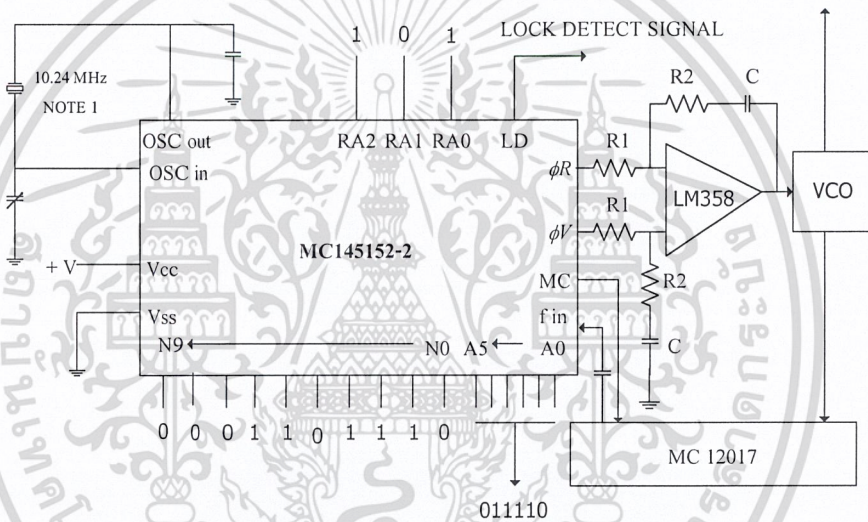 1 0 1
LOCK DETECT SIGNAL
10.24 MHz
NOTE 1
R2 C
OSC out RA2 RA1 RA0 LD
R1
OSC in
ϕR
LM358
VCO
R1
ϕV
MC145152-2
+ V
Vcc
MC
R2
Vss
f in
N9 N0 A5 A0
C
0 0 0 1 1 0 1 1 1 0
MC 12017
011110